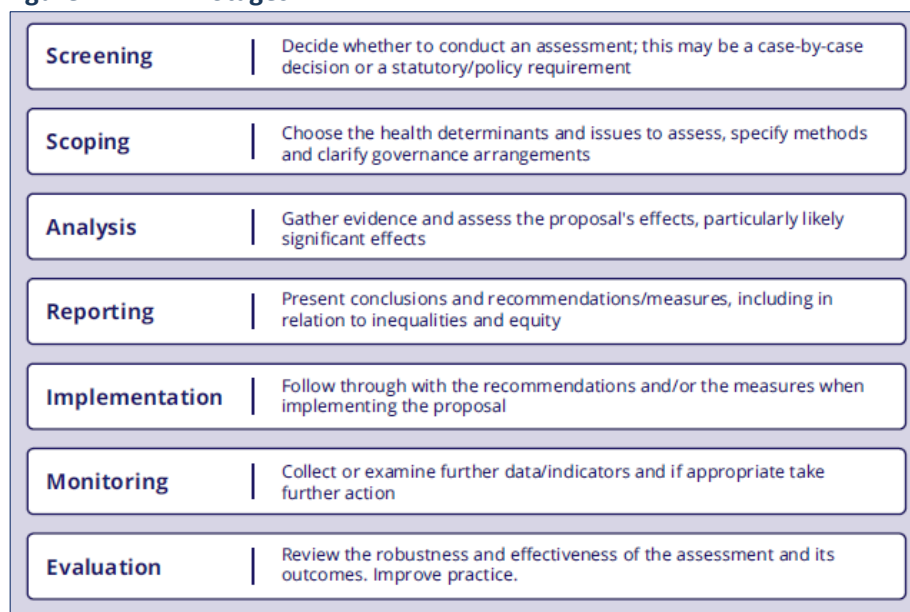 Screening
Decide whether to conduct an assessment; this may be a case-by-case
decision or a statutory/policy requirement
Scoping
Choose the health determinants and issues to assess, specify methods
and clarify governance arrangements
Analysis
Gather evidence and assess the proposal's effects, particularly likely
significant effects
Reporting
Present conclusions and recommendations/measures, including in
relation to inequalities and equity
Implementation
Follow through with the recommendations and/or the measures when
implementing the proposal
Monitoring
Collect or examine further data/indicators and if appropriate take
further action
Evaluation
Review the robustness and effectiveness of the assessment and its
outcomes. Improve practice.